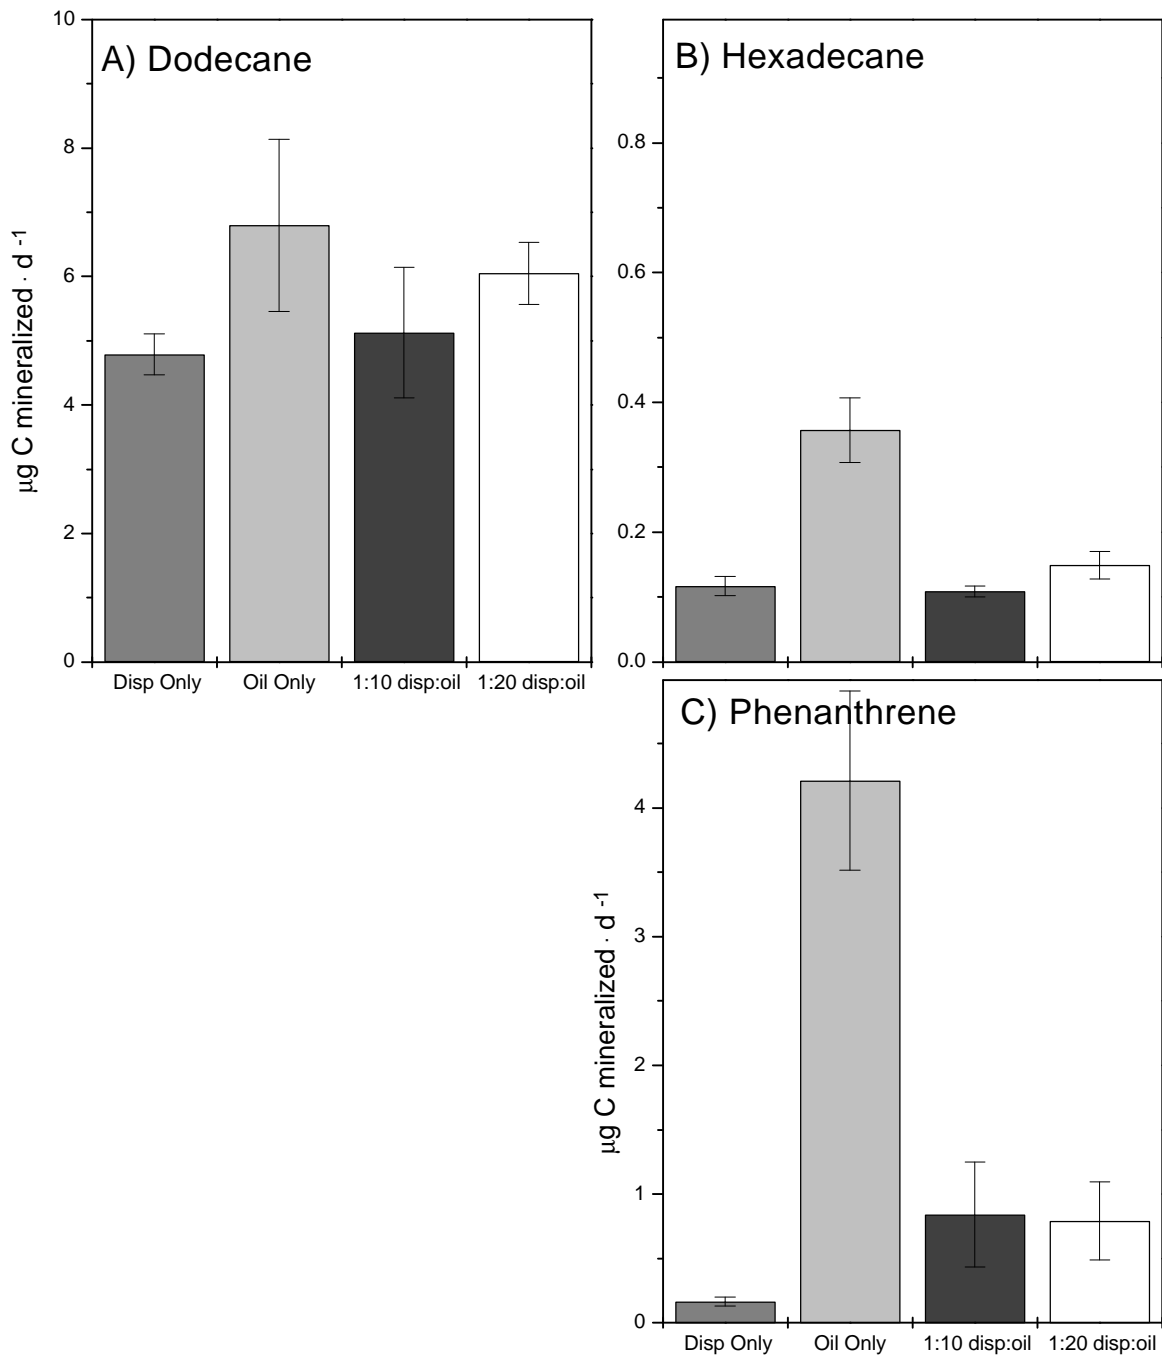 A) Dodecane
10
8
6
4
2
0
µg C mineralized · d -1
Disp Only
Oil Only
1:10 disp:oil
1:20 disp:oil
B) Hexadecane
0.8
0.6
0.4
0.2
0.0
C) Phenanthrene
4
3
2
1
0
µg C mineralized · d -1
Disp Only
Oil Only
1:10 disp:oil
1:20 disp:oil